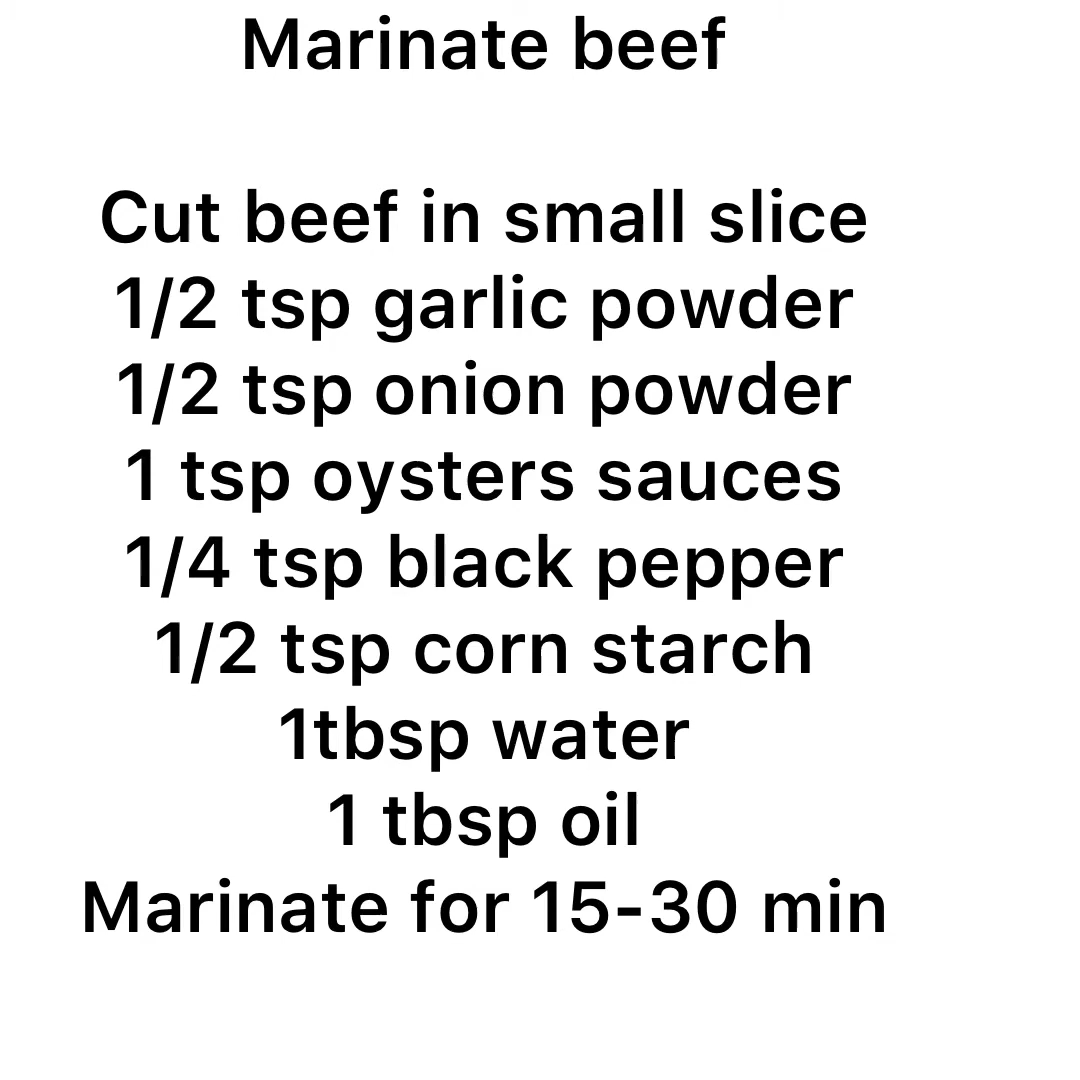 Marinate beef
Cut beef in small slice
1/2 tsp garlic powder
1/2 tsp onion powder
1 tsp oysters sauces
1/4 tsp black pepper
1/2 tsp corn starch
1tbsp water
1 tbsp oil
Marinate for 15-30 min